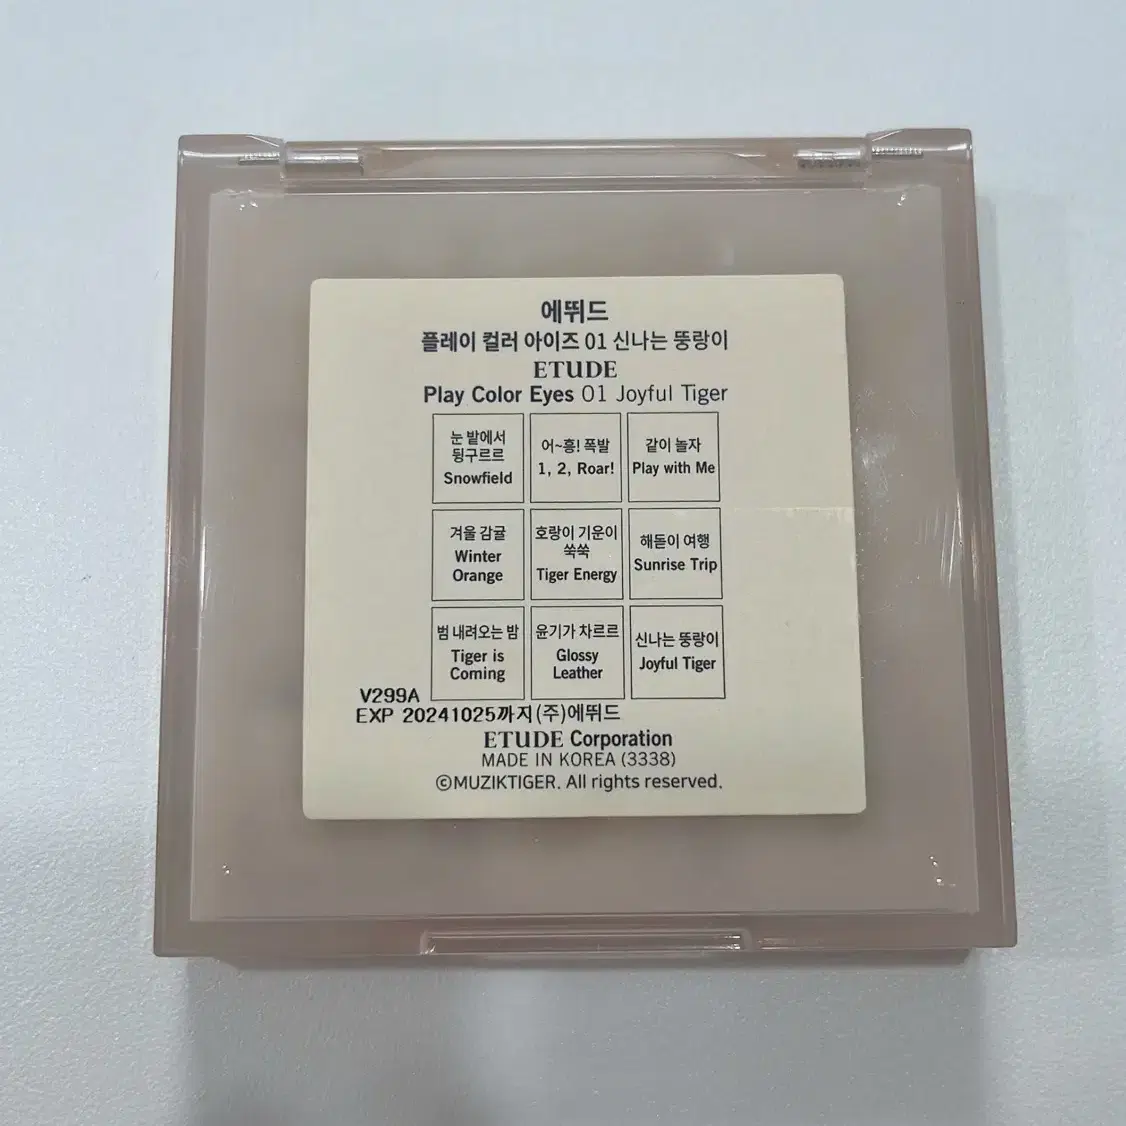 에뛰드
플레이 컬러 아이즈 01 신나는 뚱랑이
ETUDE
Play Color Eyes 01 Joyful Tiger
눈 밭에서
뒹구르르
Snowfield
어~흥! 폭발
1, 2, Roar!
같이 놀자
Play with Me
겨울 감귤
Winter
Orange
호랑이 기운이
쑥쑥
Tiger Energy
해돋이 여행
Sunrise Trip
범 내려오는 밤
Tiger is
Coming
윤기가 차르르
Glossy
Leather
신나는 뚱랑이
Joyful Tiger
V299A
EXP 20241025까지(주)에뛰드
ETUDE Corporation
MADE IN KOREA (3338)
©MUZIKTIGER. All rights reserved.